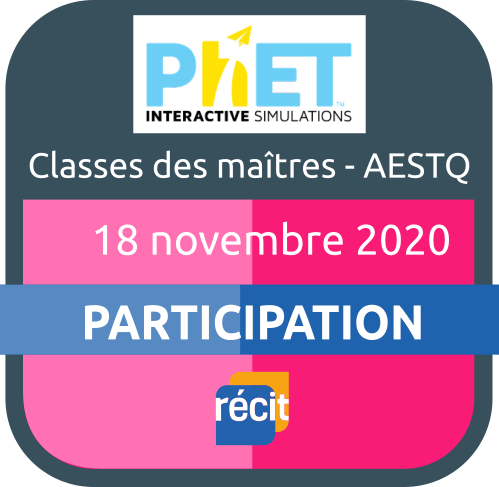 PhET
INTERACTIVE SIMULATIONS
Classes des maîtres - AESTQ
18 novembre 2020
PARTICIPATION
récit